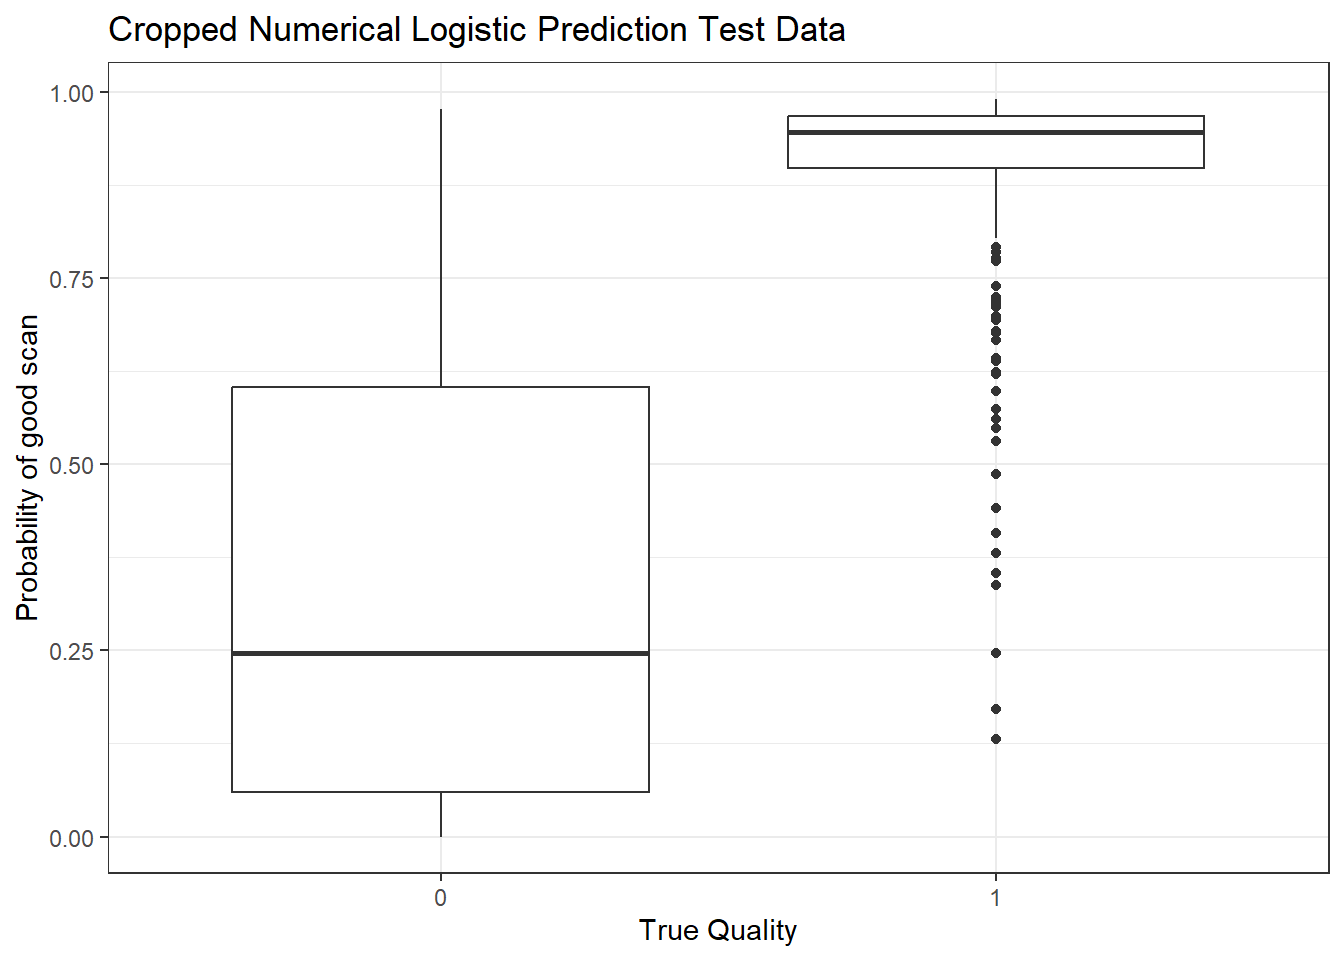 Cropped Numerical Logistic Prediction Test Data
1.00
0.75
0.50
0.25
0.00
Probability of good scan
0
1
True Quality